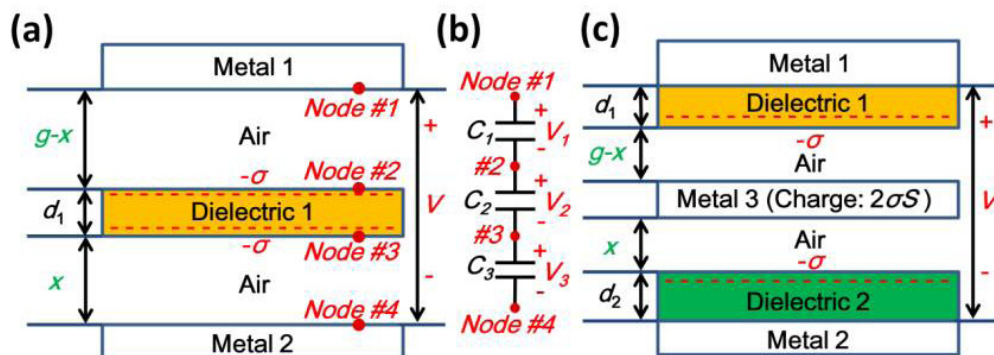 (a)
Metal 1
Node #1
g-x
Air
+
-σ
Node #2
d₁
Dielectric 1
V
-σ
Node #3
x
Air
-
Node #4
Metal 2
(b)
Node #1
C₁
+
V₁
-
#2
C₂
+
V₂
-
#3
C₃
+
V₃
-
Node #4
(c)
Metal 1
d₁
Dielectric 1
+
-σ
g-x
Air
Metal 3 (Charge: 2σS)
V
x
Air
-σ
d₂
Dielectric 2
-
Metal 2